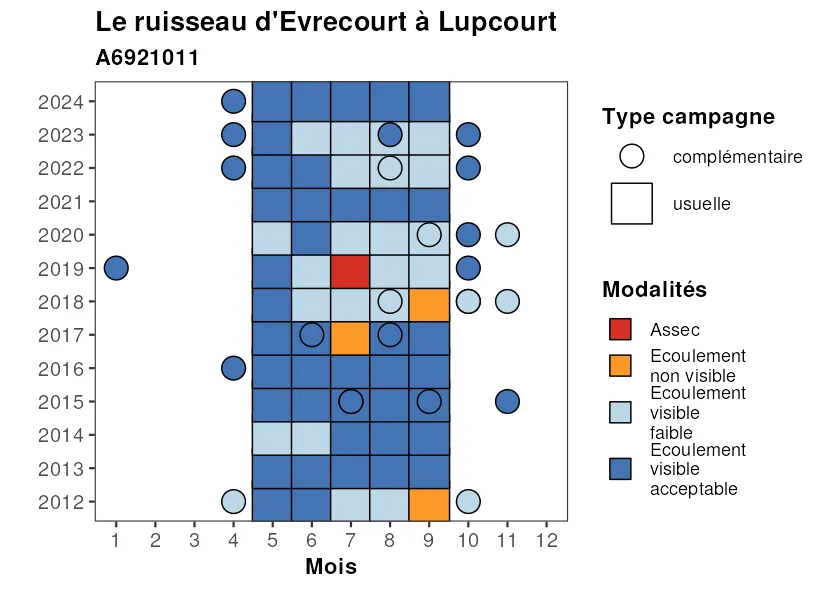 Le ruisseau d'Evrecourt à Lupcourt
A6921011
2024
2023
2022
2021
2020
2019
2018
2017
2016
2015
2014
2013
2012
1 2 3 4 5 6 7 8 9 10 11 12
Mois
Type campagne
complémentaire
usuelle
Modalités
Assec
Ecoulement
non visible
Ecoulement
visible
faible
Ecoulement
visible
acceptable